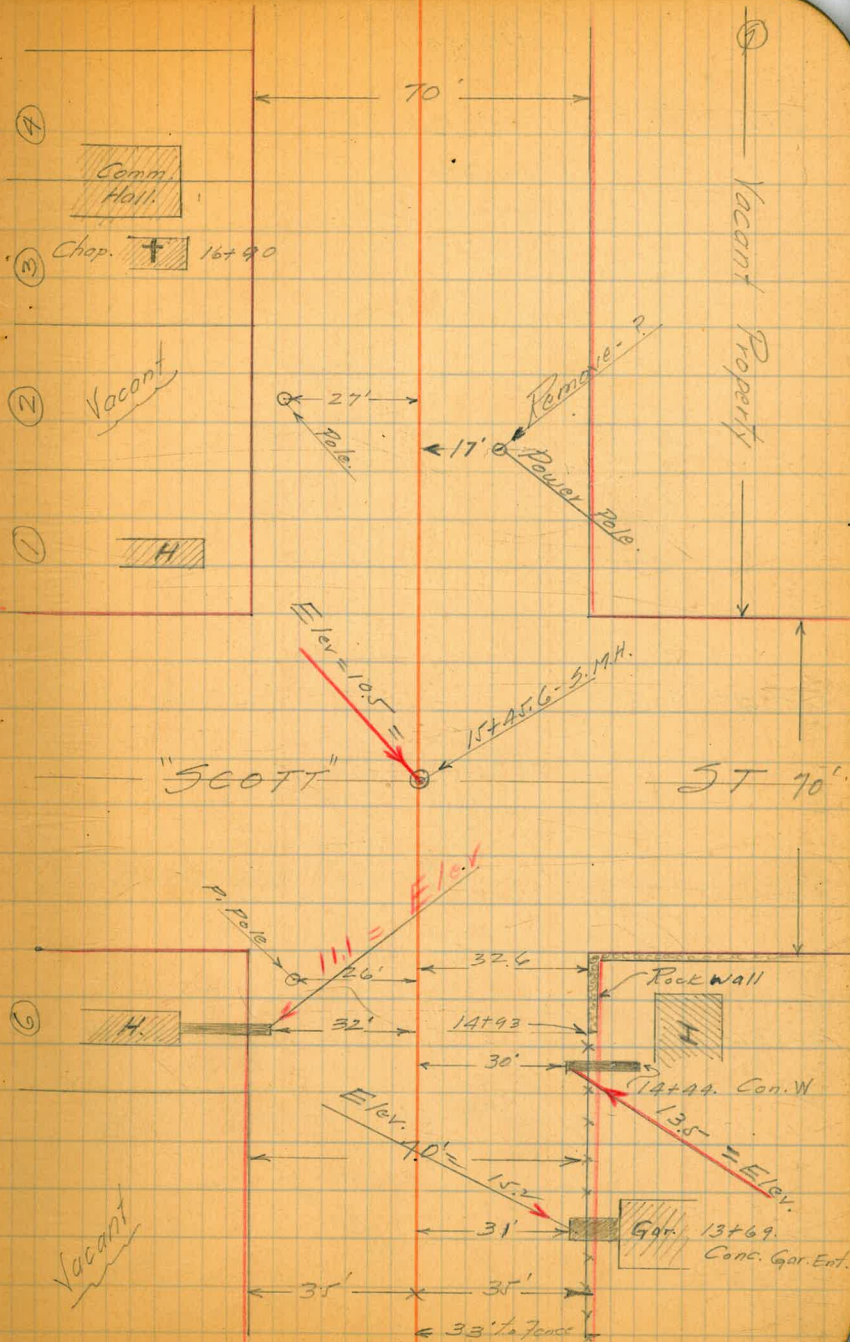 5
70'
4
Comm.
Hall.
Vacant Property
3 Chap. 16+90
Remove-?
2
Vacant
27'
Pole.
17'
Power Pole.
1
H
Elev = 10.5 =
15+45.6 - S.M.H.
"SCOTT" ST 70'
P. Pole
11.1 = Elev
26'
32.6
Rock Wall
6
H.
32'
14+93
H
30'
14+44. Con. W
Elev.
13.5 = Elev.
= 15.2
31'
Gar. 13+69.
Conc. Gar. Ent.
Vacant
35' 35'
33' to Fence